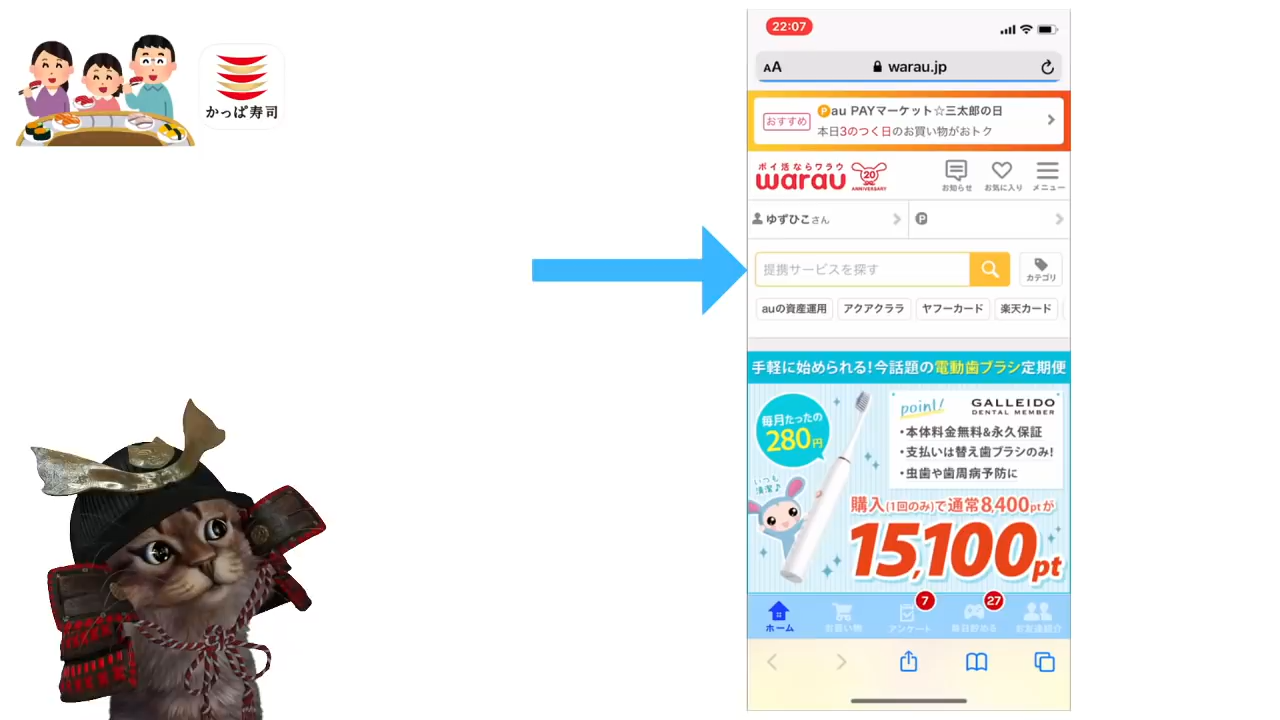 かっぱ寿司
22:07
AA
warau.jp
おすすめ
Pau PAYマーケット☆三太郎の日
本日3のつく日のお買い物がおトク
ポイ活ならワラウ
warau
20
ANNIVERSARY
お知らせ
お気に入り
メニュー
ゆずひこさん
P
提携サービスを探す
カテゴリ
auの資産運用
アクアクララ
ヤフーカード
楽天カード
手軽に始められる!今話題の電動歯ブラシ定期便
毎月たったの
280円
point!
GALLEIDO
DENTAL MEMBER
・本体料金無料&永久保証
・支払いは替え歯ブラシのみ!
・虫歯や歯周病予防に
いつも
清潔♪
購入(1回のみ)で通常8,400ptが
15,100pt
7
27
ホーム
お買い物
アンケート
毎日貯める
お友達紹介